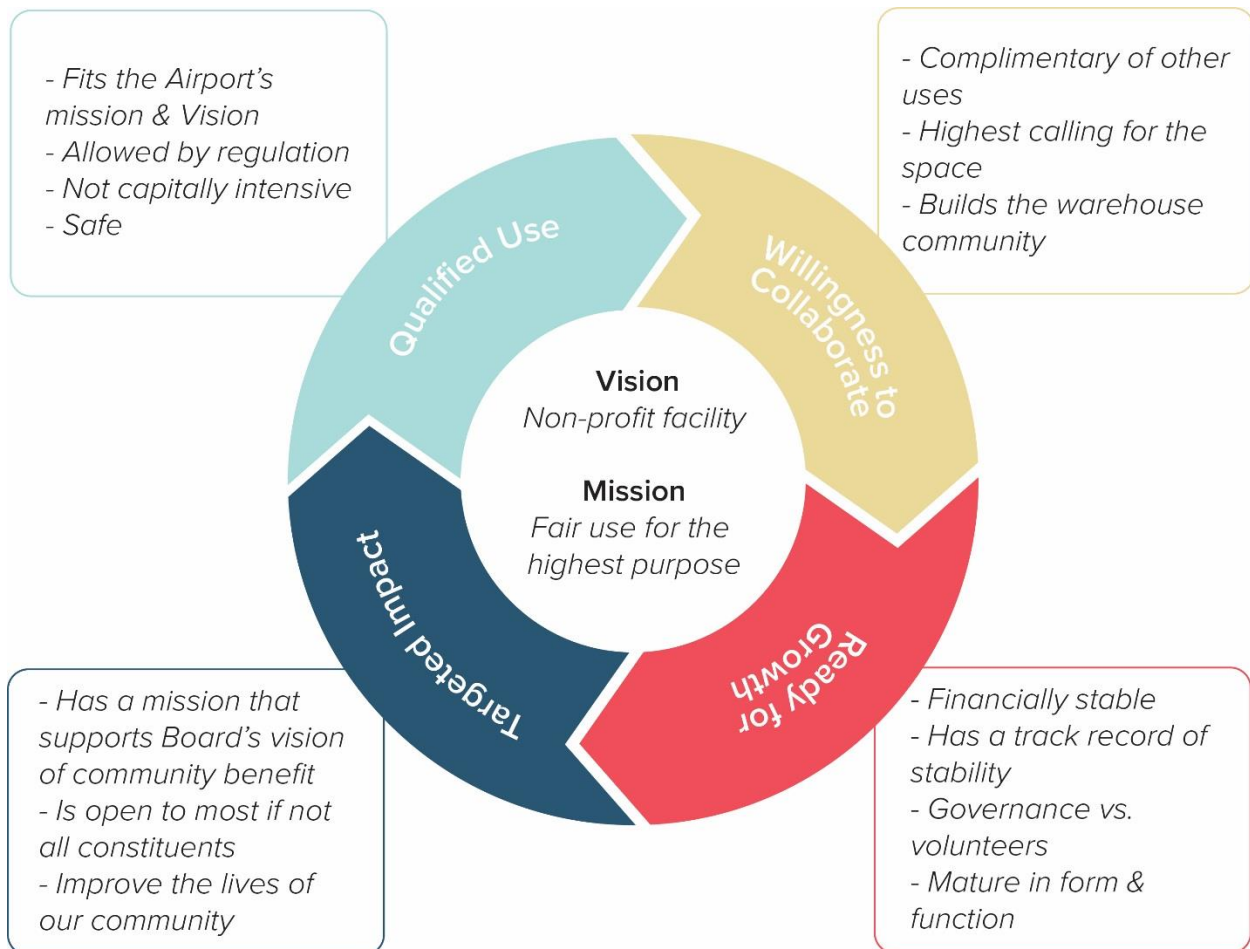 - Fits the Airport’s
mission & Vision
- Allowed by regulation
- Not capitally intensive
- Safe
- Complimentary of other
uses
- Highest calling for the
space
- Builds the warehouse
community
Qualified Use
Willingness to
Collaborate
Vision
Non-profit facility
Mission
Fair use for the
highest purpose
Targeted Impact
Ready for
Growth
- Has a mission that
supports Board’s vision
of community benefit
- Is open to most if not
all constituents
- Improve the lives of
our community
- Financially stable
- Has a track record of
stability
- Governance vs.
volunteers
- Mature in form &
function